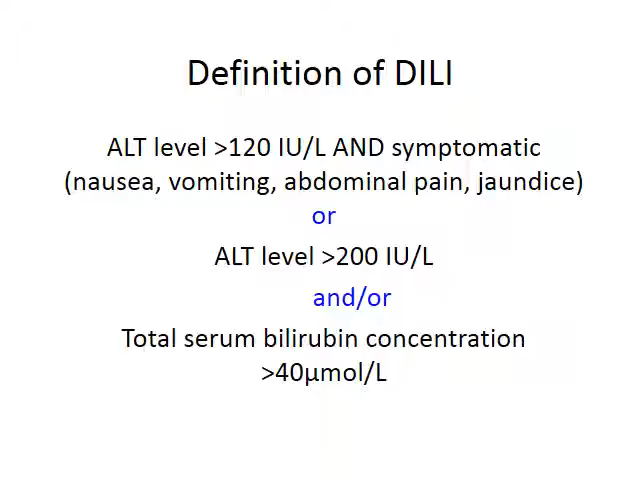 Definition of DILI
ALT level >120 IU/L AND symptomatic
(nausea, vomiting, abdominal pain, jaundice)
or
ALT level >200 IU/L
and/or
Total serum bilirubin concentration
>40μmol/L